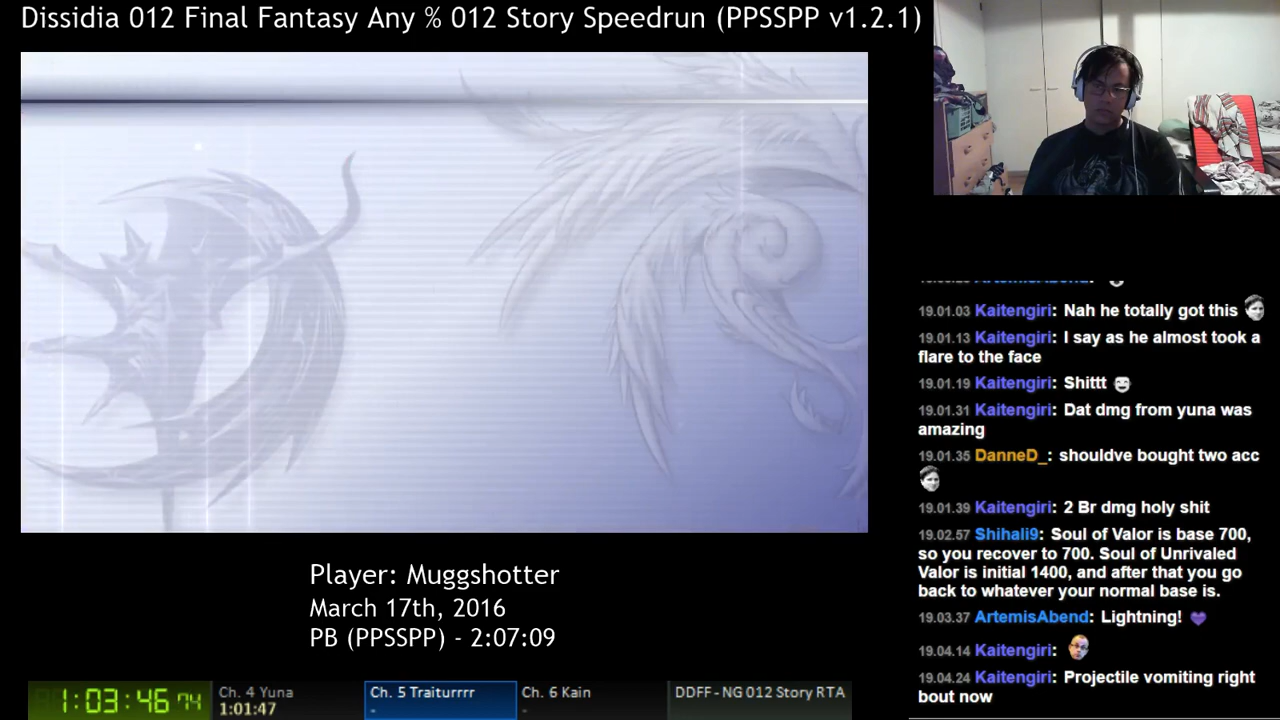 Dissidia 012 Final Fantasy Any % 012 Story Speedrun (PPSSPP v1.2.1)
19.01.03 Kaitengiri: Nah he totally got this
19.01.13 Kaitengiri: I say as he almost took a
flare to the face
19.01.19 Kaitengiri: Shittt
19.01.31 Kaitengiri: Dat dmg from yuna was
amazing
19.01.35 DanneD_: shouldve bought two acc
19.01.39 Kaitengiri: 2 Br dmg holy shit
19.02.57 Shihali9: Soul of Valor is base 700,
so you recover to 700. Soul of Unrivaled
Valor is initial 1400, and after that you go
back to whatever your normal base is.
19.03.37 ArtemisAbend: Lightning!
19.04.14 Kaitengiri:
19.04.24 Kaitengiri: Projectile vomiting right
bout now
Player: Muggshotter
March 17th, 2016
PB (PPSSPP) - 2:07:09
1:03:46 74
Ch. 4 Yuna
1:01:47
Ch. 5 Traiturrrr
-
Ch. 6 Kain
-
DDFF - NG 012 Story RTA